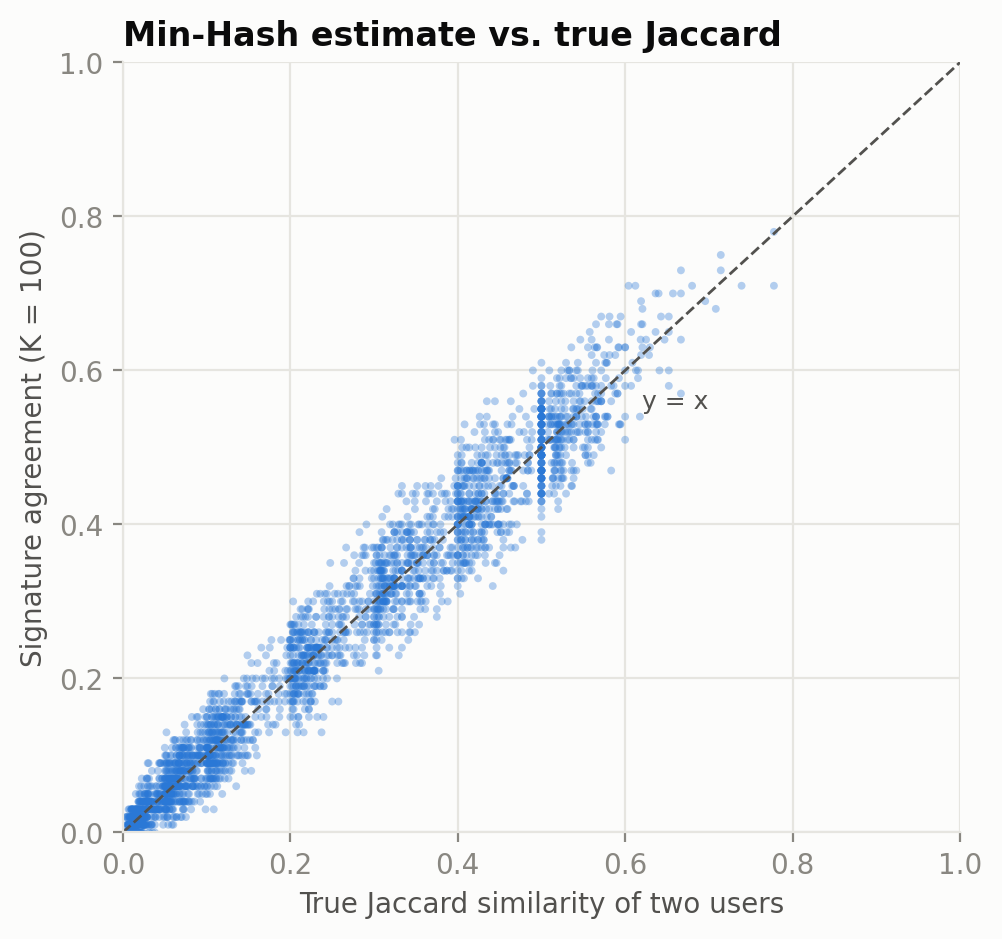 Min-Hash estimate vs. true Jaccard
1.0
0.8
0.6
0.4
0.2
0.0
Signature agreement (K = 100)
y = x
0.0 0.2 0.4 0.6 0.8 1.0
True Jaccard similarity of two users